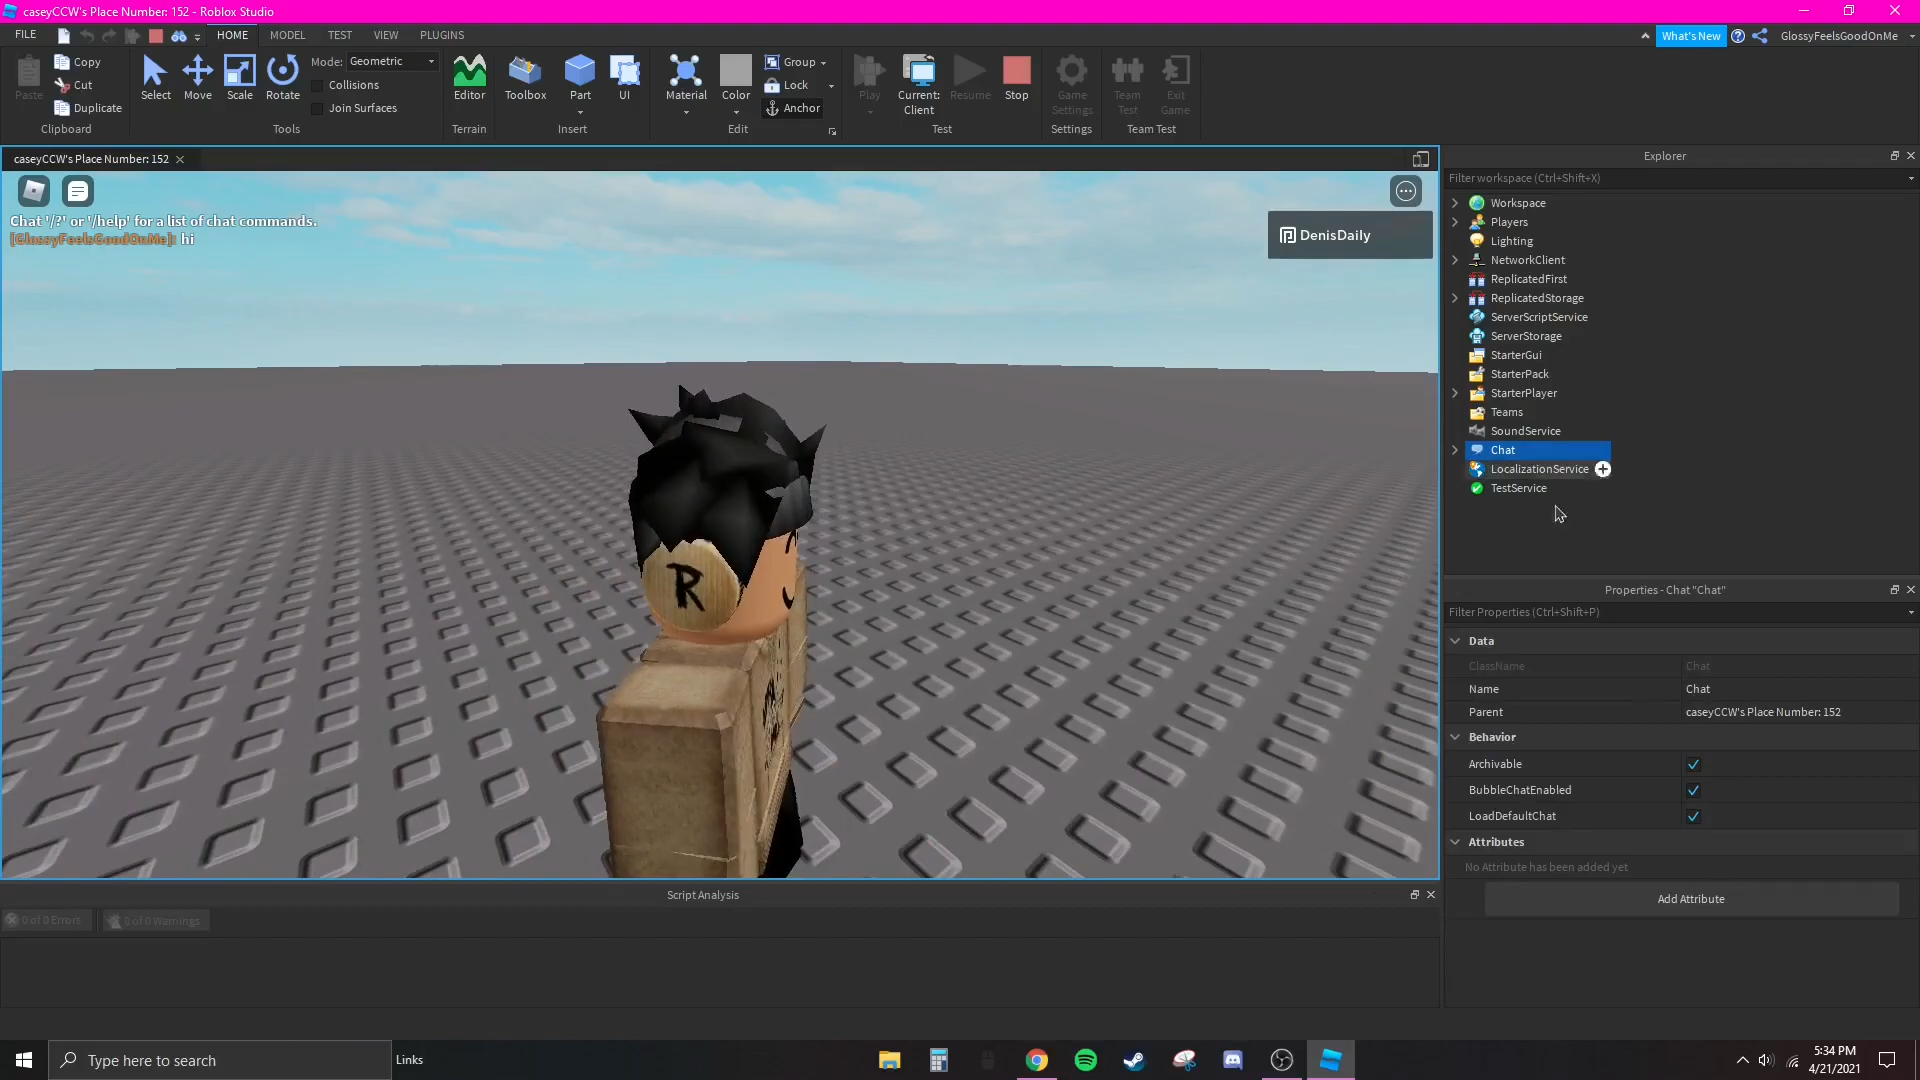 caseyCCW's Place Number: 152 - Roblox Studio
FILE
HOME
MODEL
TEST
VIEW
PLUGINS
What's New
GlossyFeelsGoodOnMe
Paste
Copy
Cut
Duplicate
Clipboard
Select
Move
Scale
Rotate
Mode: Geometric
Collisions
Join Surfaces
Tools
Editor
Terrain
Toolbox
Part
UI
Insert
Material
Color
Group
Lock
Anchor
Edit
Play
Current:
Client
Resume
Stop
Test
Game
Settings
Settings
Team
Test
Exit
Game
Team Test
caseyCCW's Place Number: 152
Chat '/?' or '/help' for a list of chat commands.
[GlossyFeelsGoodOnMe]: hi
DenisDaily
R
Explorer
Filter workspace (Ctrl+Shift+X)
Workspace
Players
Lighting
NetworkClient
ReplicatedFirst
ReplicatedStorage
ServerScriptService
ServerStorage
StarterGui
StarterPack
StarterPlayer
Teams
SoundService
Chat
LocalizationService
TestService
Properties - Chat "Chat"
Filter Properties (Ctrl+Shift+P)
Data
ClassName Chat
Name Chat
Parent caseyCCW's Place Number: 152
Behavior
Archivable
BubbleChatEnabled
LoadDefaultChat
Attributes
No Attribute has been added yet
Add Attribute
Script Analysis
0 of 0 Errors
0 of 0 Warnings
Type here to search
Links
5:34 PM
4/21/2021